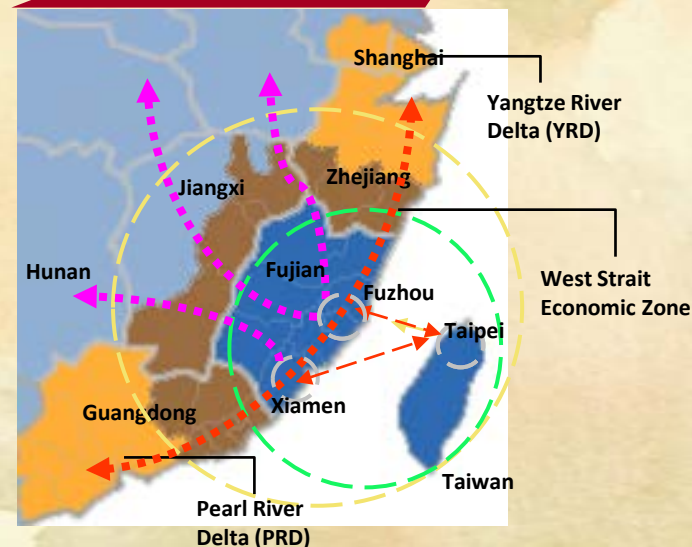 Shanghai
Yangtze River
Delta (YRD)
Zhejiang
Jiangxi
Hunan
Fujian
Fuzhou
West Strait
Economic Zone
Taipei
Guangdong
Xiamen
Taiwan
Pearl River
Delta (PRD)